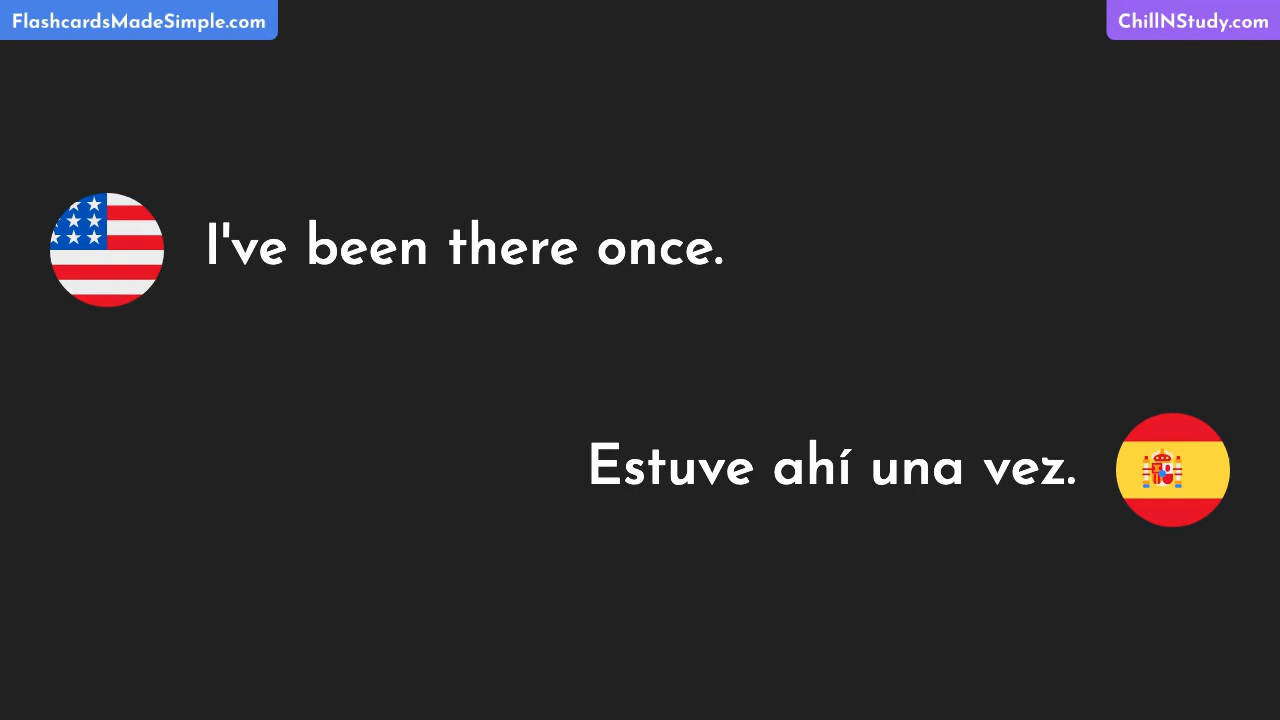 FlashcardsMadeSimple.com
ChillNStudy.com
I've been there once.
Estuve ahí una vez.